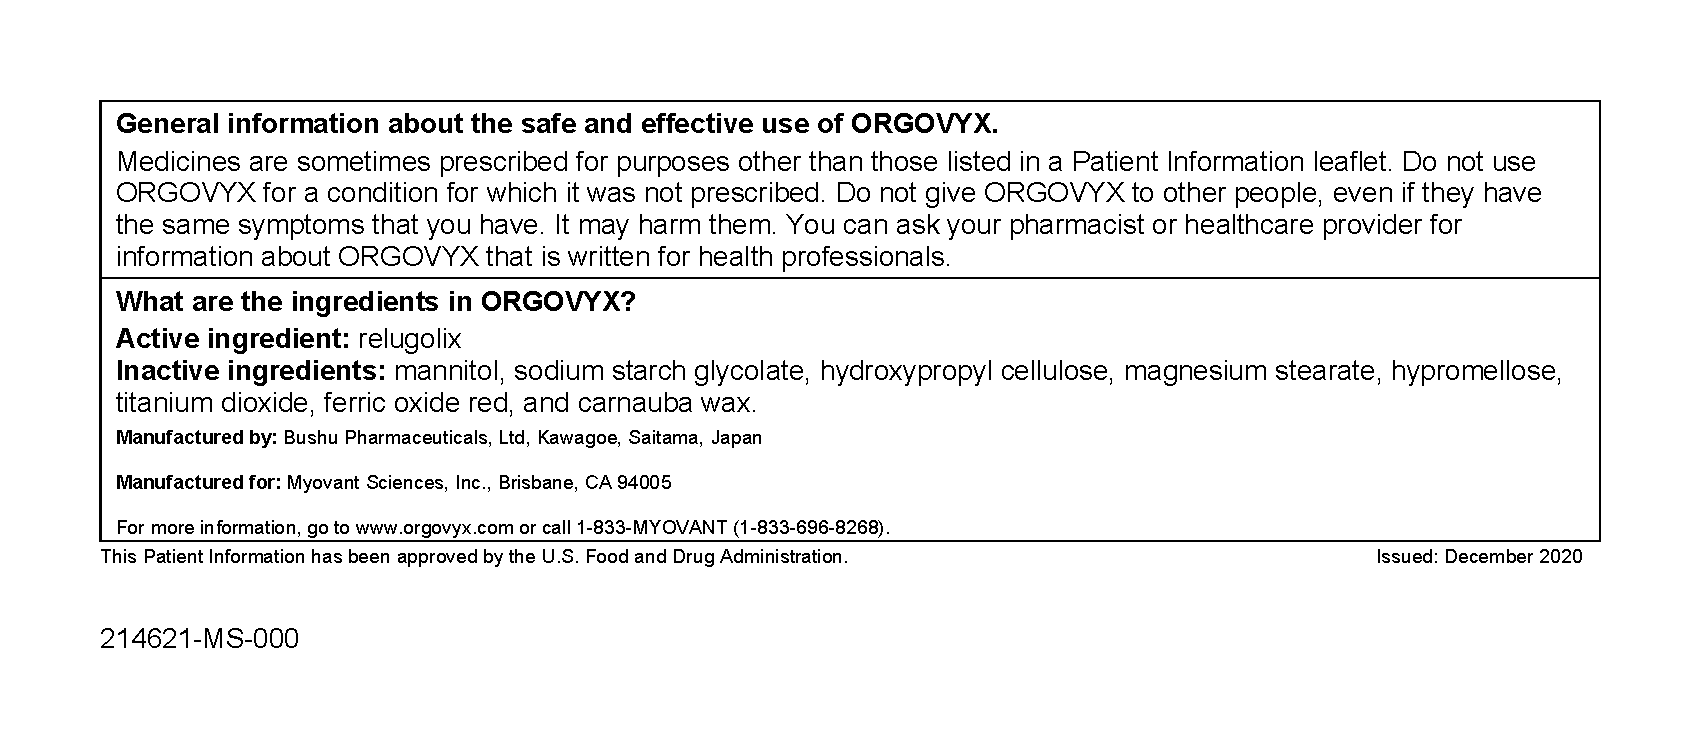 General information about the safe and effective use of ORGOVYX.
Medicines are sometimes prescribed for purposes other than those listed in a Patient Information leaflet. Do not use
ORGOVYX for a condition for which it was not prescribed. Do not give ORGOVYX to other people, even if they have
the same symptoms that you have. It may harm them. You can ask your pharmacist or healthcare provider for
information about ORGOVYX that is written for health professionals.
What are the ingredients in ORGOVYX?
Active ingredient: relugolix
Inactive ingredients: mannitol, sodium starch glycolate, hydroxypropyl cellulose, magnesium stearate, hypromellose,
titanium dioxide, ferric oxide red, and carnauba wax.
Manufactured by: Bushu Pharmaceuticals, Ltd, Kawagoe, Saitama, Japan
Manufactured for: Myovant Sciences, Inc., Brisbane, CA 94005
For more information, go to www.orgovyx.com or call 1-833-MYOVANT (1-833-696-8268).
This Patient Information has been approved by the U.S. Food and Drug Administration. Issued: December 2020
214621-MS-000